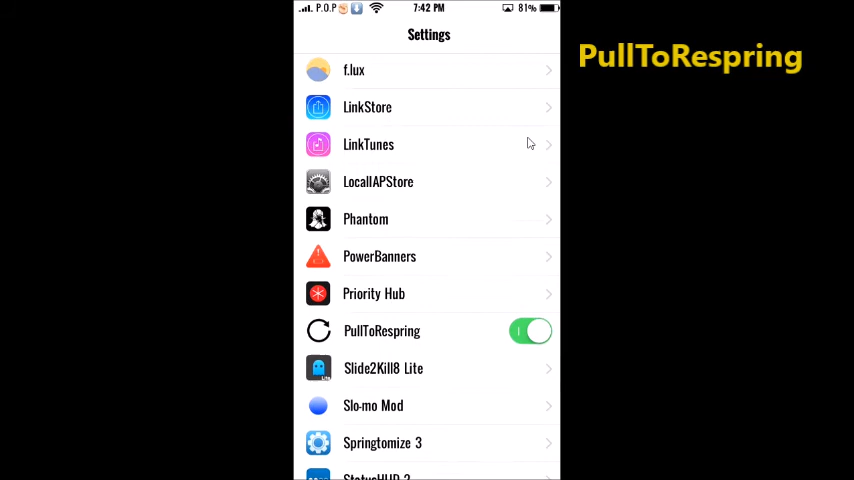 P.O.P 7:42 PM 81%
Settings
PullToRespring
f.lux
LinkStore
LinkTunes
LocalIAPStore
Phantom
PowerBanners
Priority Hub
PullToRespring
Slide2Kill8 Lite
Slo-mo Mod
Springtomize 3
StatusHUD 2